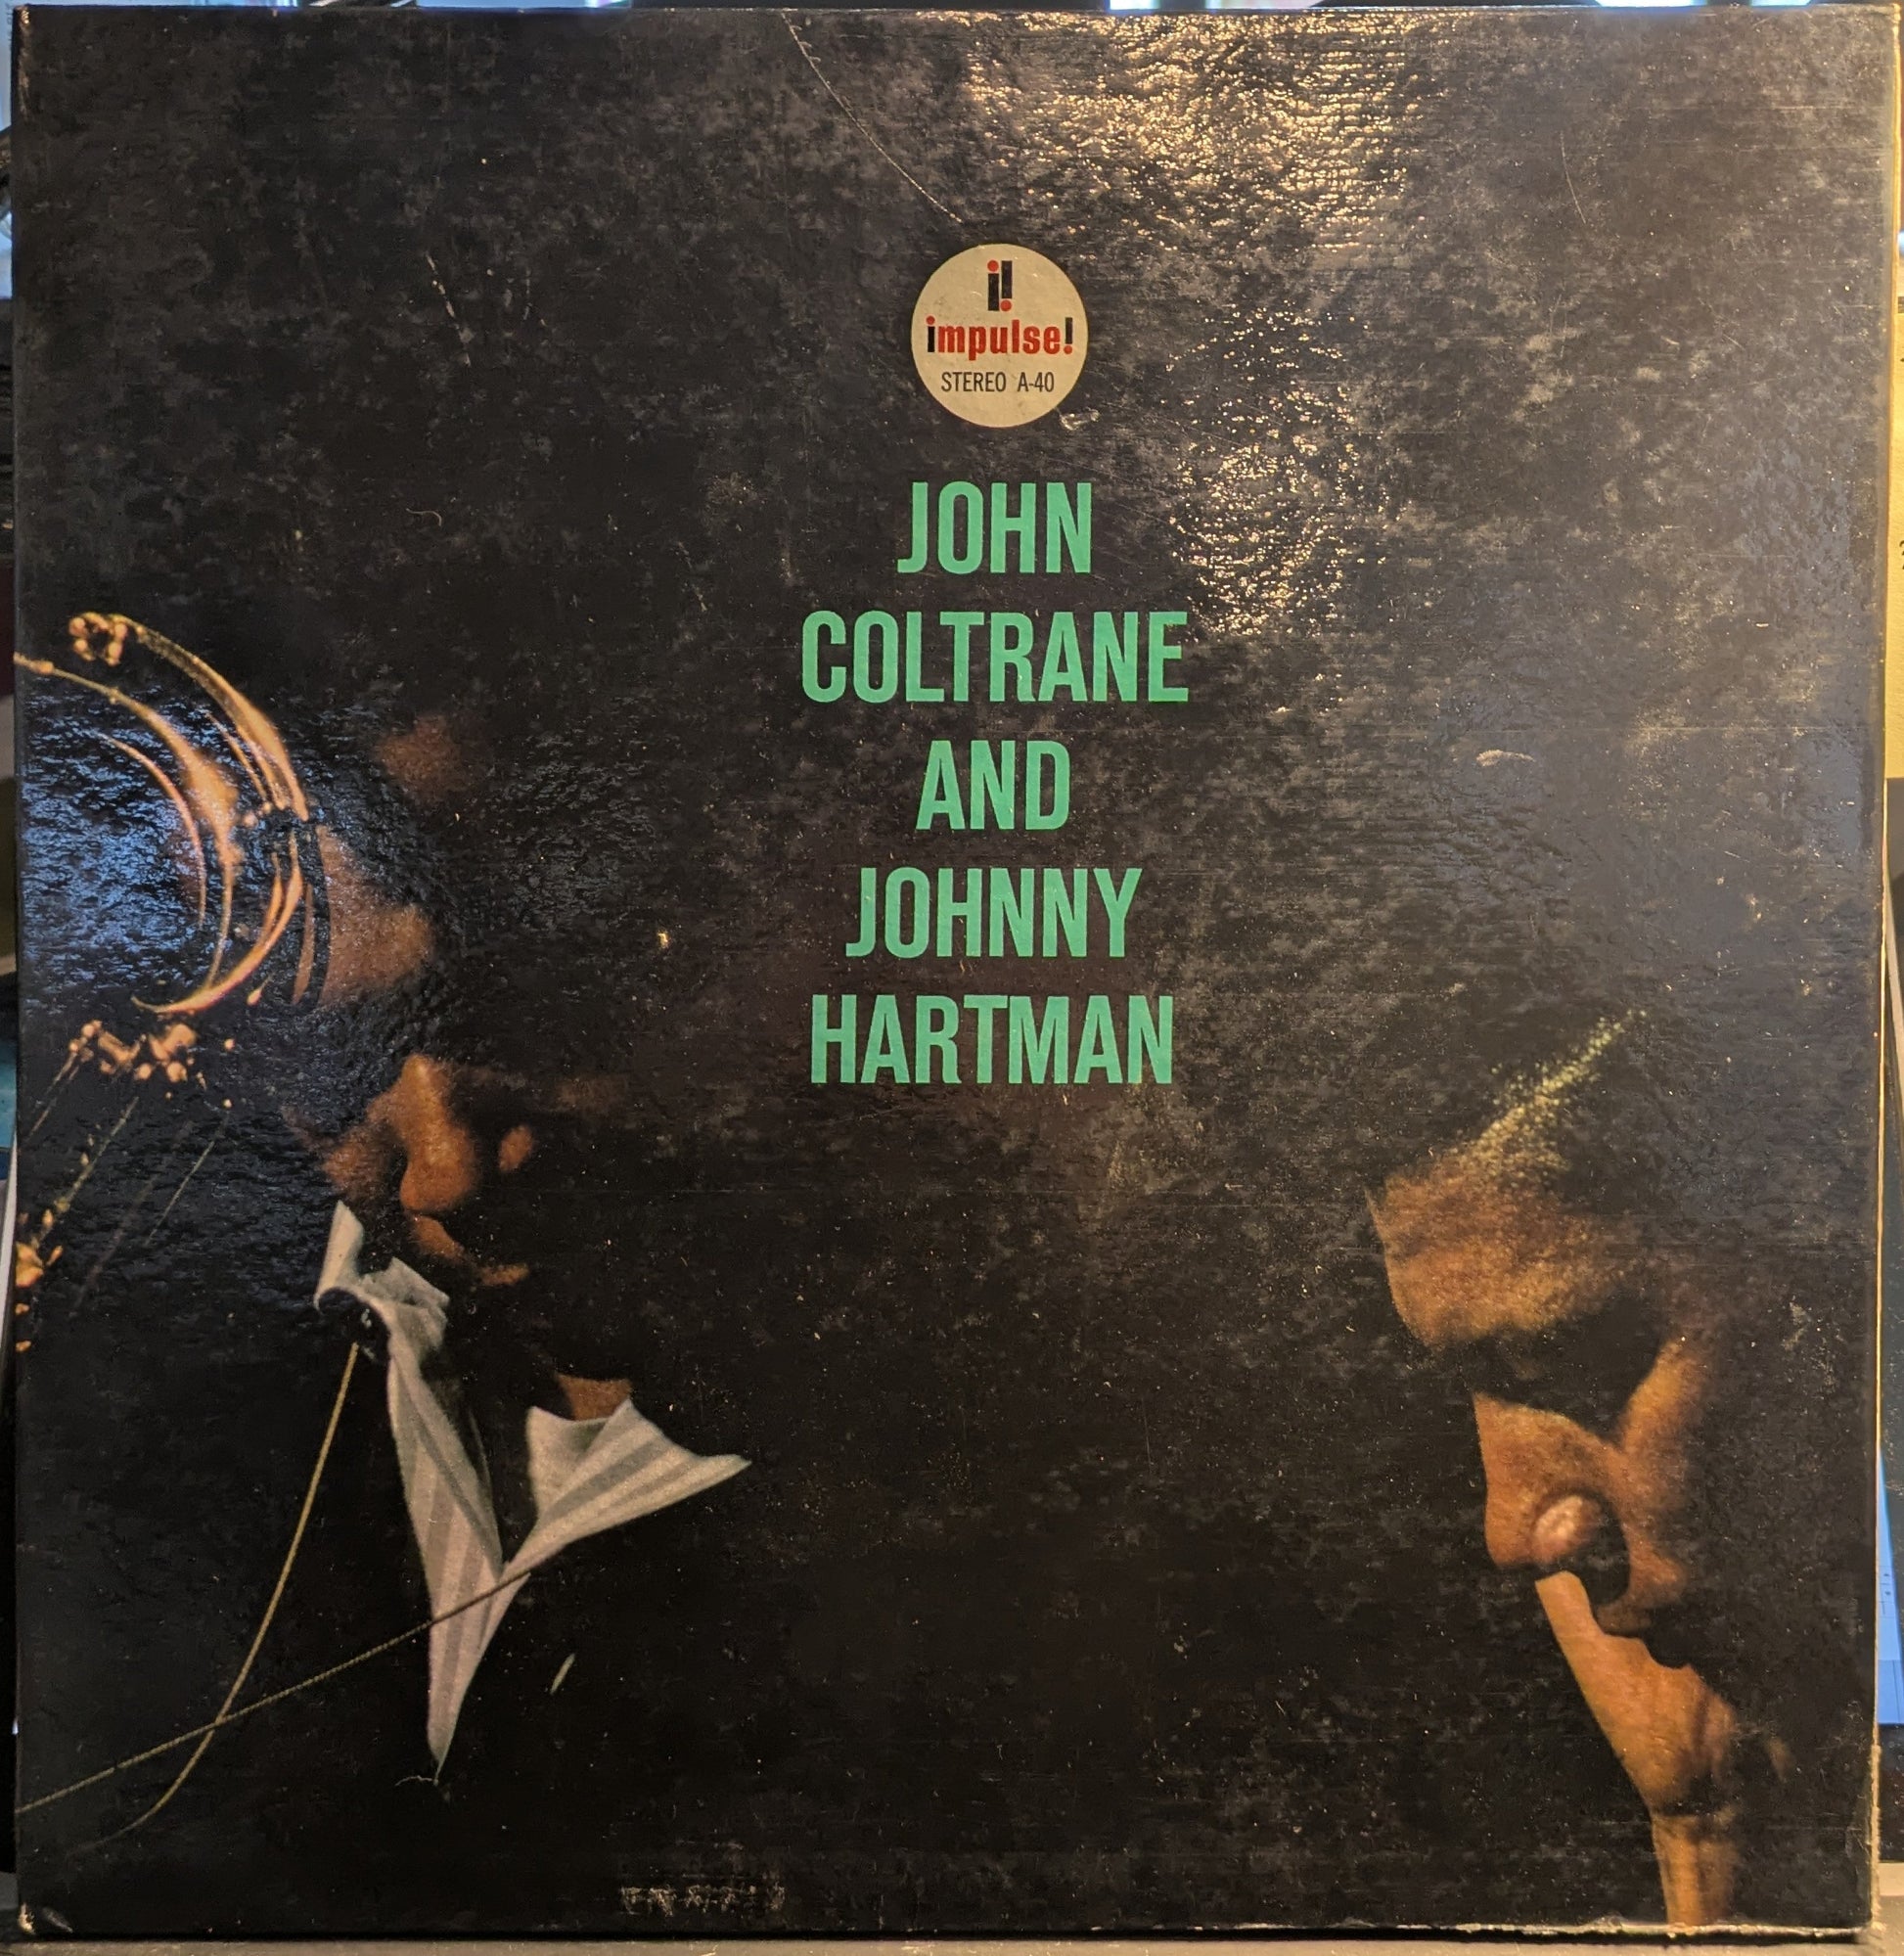 i!
impulse!
STEREO A-40
JOHN
COLTRANE
AND
JOHNNY
HARTMAN